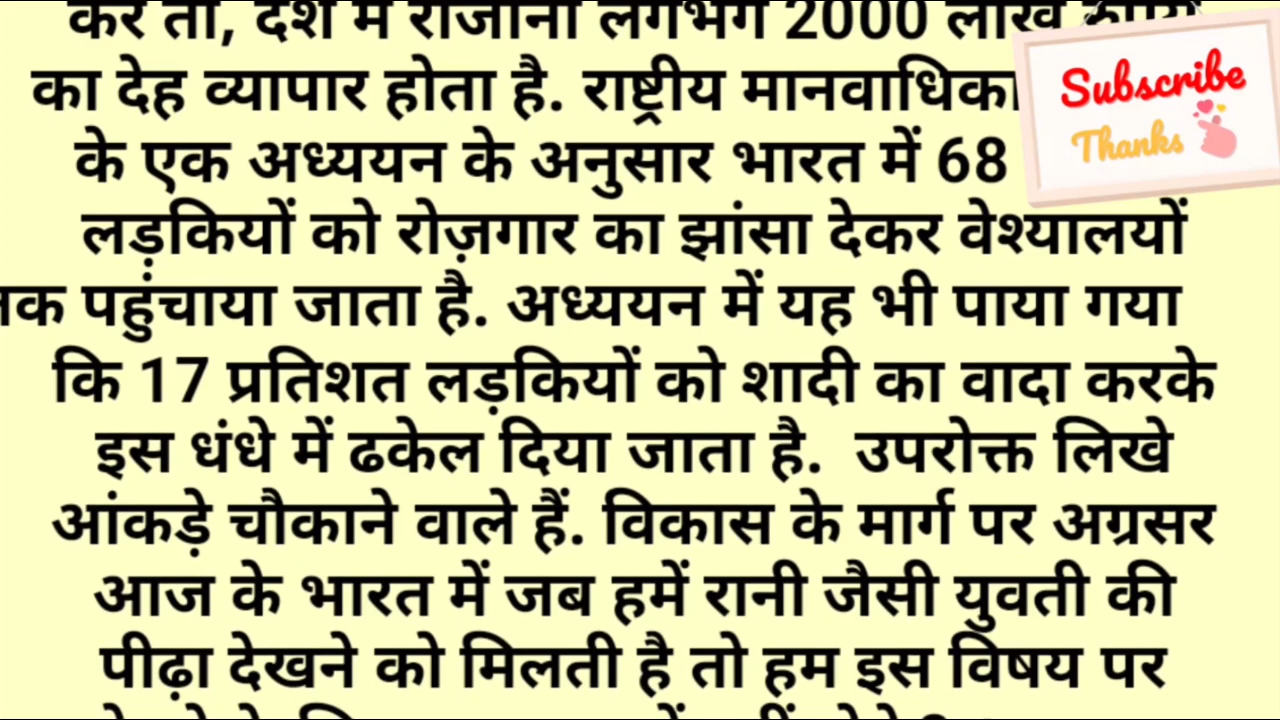 करे तो, देश में रोजाना लगभग 2000 लाख रुपये
का देह व्यापार होता है. राष्ट्रीय
के एक अध्ययन के अनुसार भारत में 68
लड़कियों को रोज़गार का झांसा देकर वेश्यालयों
तक पहुंचाया जाता है. अध्ययन में यह भी पाया गया
कि 17 प्रतिशत लड़कियों को शादी का वादा करके
इस धंधे में ढकेल दिया जाता है. उपरोक्त लिखे
आंकड़े चौकाने वाले हैं. विकास के मार्ग पर अग्रसर
आज के भारत में जब हमें रानी जैसी युवती की
पीढ़ा देखने को मिलती है तो हम इस विषय पर
Subscribe
Thanks